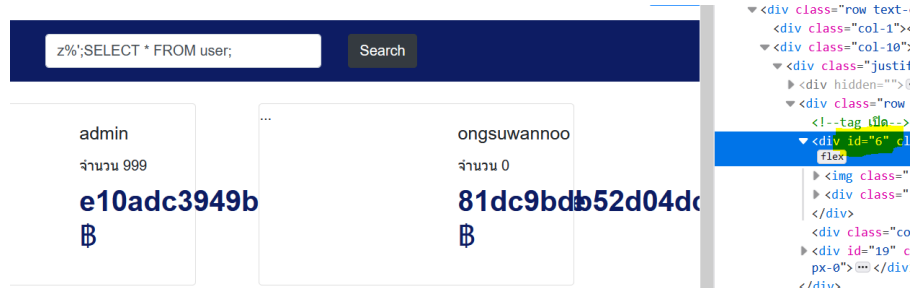 z%';SELECT * FROM user; Search
admin
จำนวน 999
e10adc3949b
฿
...
ongsuwannoo
จำนวน 0
81dc9bdb52d04dc
฿
<div class="row text-
<div class="col-1"><
<div class="col-10">
<div class="justif
<div hidden="">
<div class="row
<!--tag เปิด-->
<div id="6" cl
flex
<img class="
<div class="
</div>
<div class="co
<div id="19" c
px-0"> ... </div
</div>